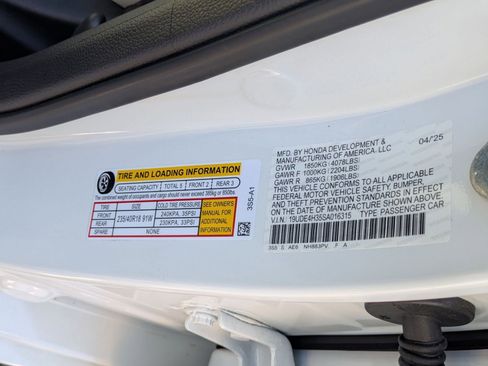 TIRE AND LOADING INFORMATION
SEATING CAPACITY TOTAL 5 FRONT 2 REAR 3
The combined weight of occupants and cargo should never exceed 385kg or 850lbs.
TIRE SIZE COLD TIRE PRESSURE
FRONT 235/40R18 91W 240KPA, 35PSI
REAR 230KPA, 33PSI
SPARE NONE
SEE OWNERS
MANUAL FOR
ADDITIONAL
INFORMATION
3S5-A1
MFD. BY HONDA DEVELOPMENT & 04/25
MANUFACTURING OF AMERICA, LLC
GVWR 1850KG( 4078LBS)
GAWR F 1000KG( 2204LBS)
GAWR R 865KG( 1906LBS)
THIS VEHICLE CONFORMS TO ALL APPLICABLE
FEDERAL MOTOR VEHICLE SAFETY, BUMPER,
AND THEFT PREVENTION STANDARDS IN EFFECT
ON THE DATE OF MANUFACTURE SHOWN ABOVE
V.I.N: TYPE PASSENGER CAR
3S5 S AE6 NH883PV F A